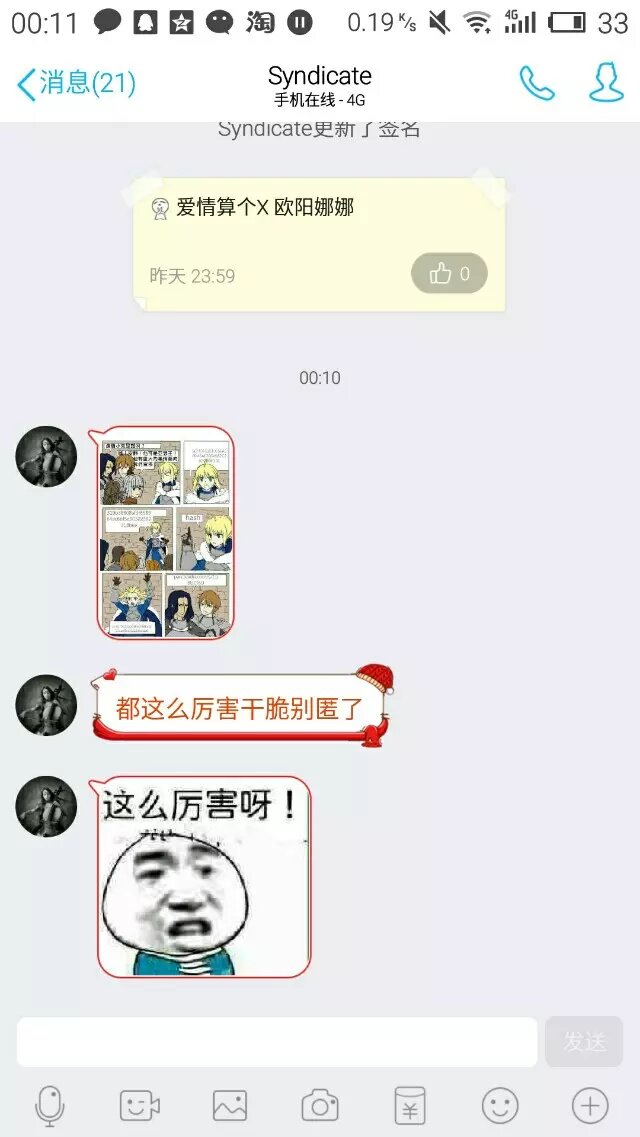 00:11
淘
0.19 K/s
4G
33
消息(21)
Syndicate
手机在线 - 4G
Syndicate更新了签名
爱情算个X 欧阳娜娜
昨天 23:59
0
00:10
hash
都这么厉害干脆别匿了
这么厉害呀！
发送